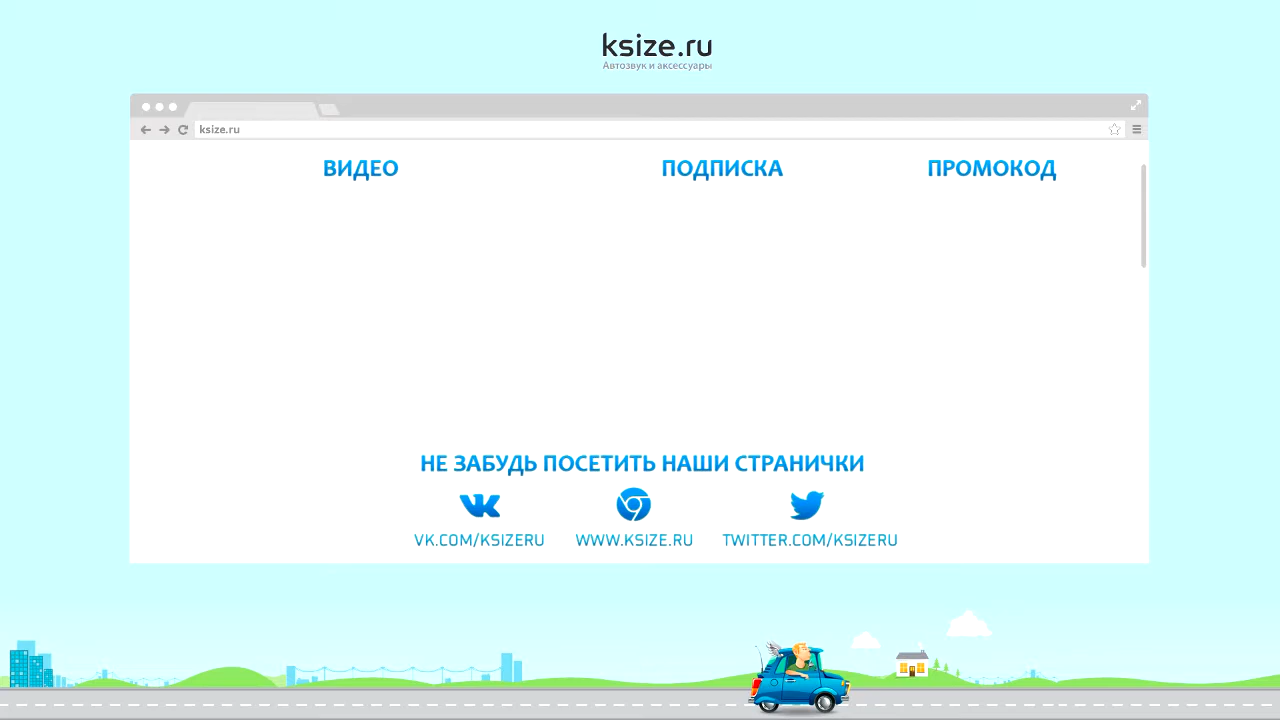 ksize.ru
Автозвук и аксессуары
ksize.ru
ВИДЕО ПОДПИСКА ПРОМОКОД
НЕ ЗАБУДЬ ПОСЕТИТЬ НАШИ СТРАНИЧКИ
VK.COM/KSIZERU WWW.KSIZE.RU TWITTER.COM/KSIZERU